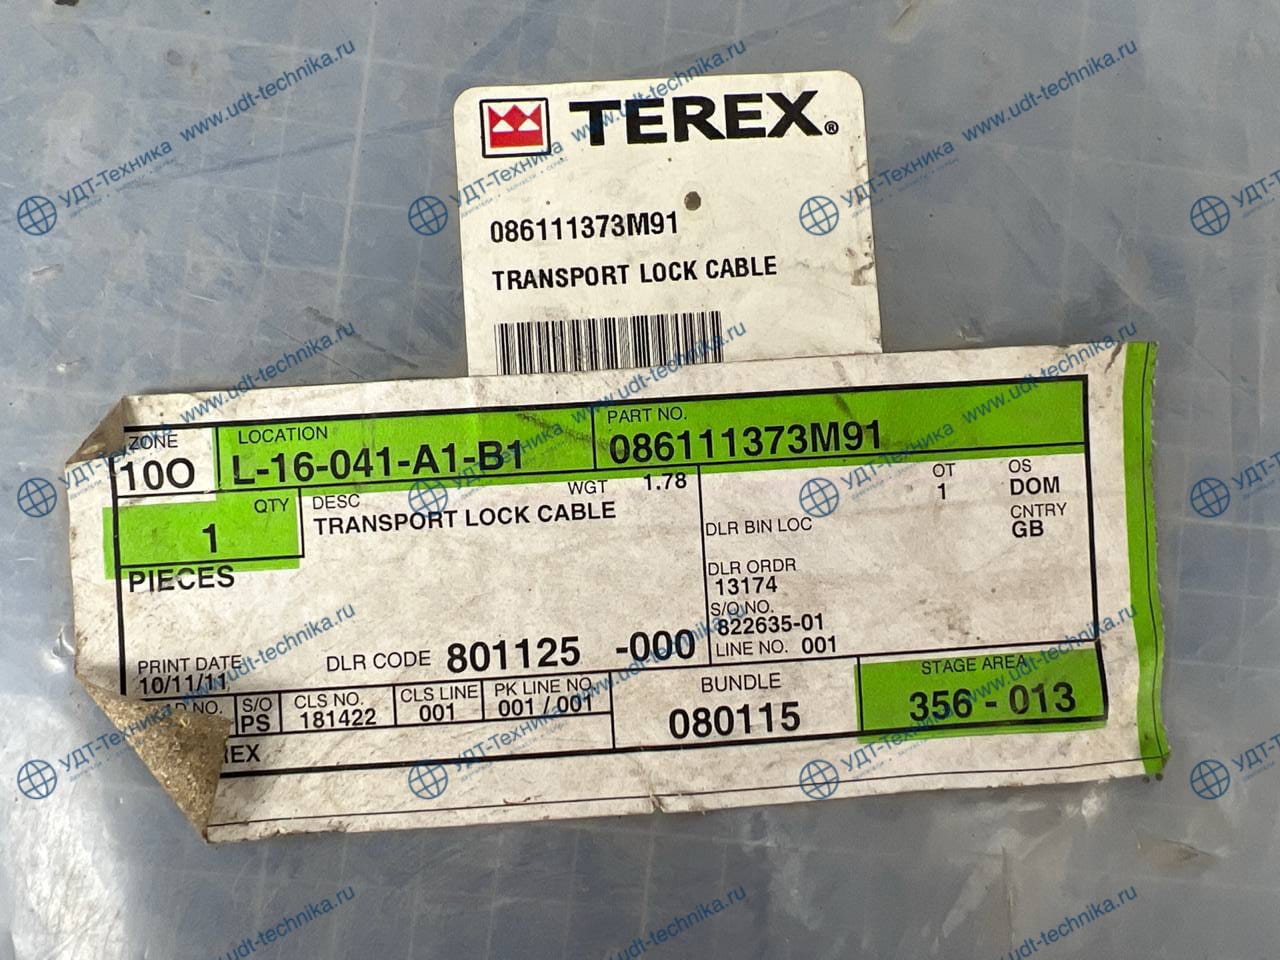 TEREX®
086111373M91
TRANSPORT LOCK CABLE
ZONE
10O
LOCATION
L-16-041-A1-B1
PART NO.
086111373M91
QTY
1
PIECES
DESC
WGT 1.78
TRANSPORT LOCK CABLE
OT
1
OS
DOM
CNTRY
GB
DLR BIN LOC
DLR ORDR
13174
S/O NO.
822635-01
LINE NO. 001
PRINT DATE
10/11/11
DLR CODE 801125 -000
NO.
S/O
PS
CLS NO.
181422
CLS LINE
001
PK LINE NO
001 / 001
BUNDLE
080115
STAGE AREA
356 - 013
REX
УДТ-Техника
www.udt-technika.ru